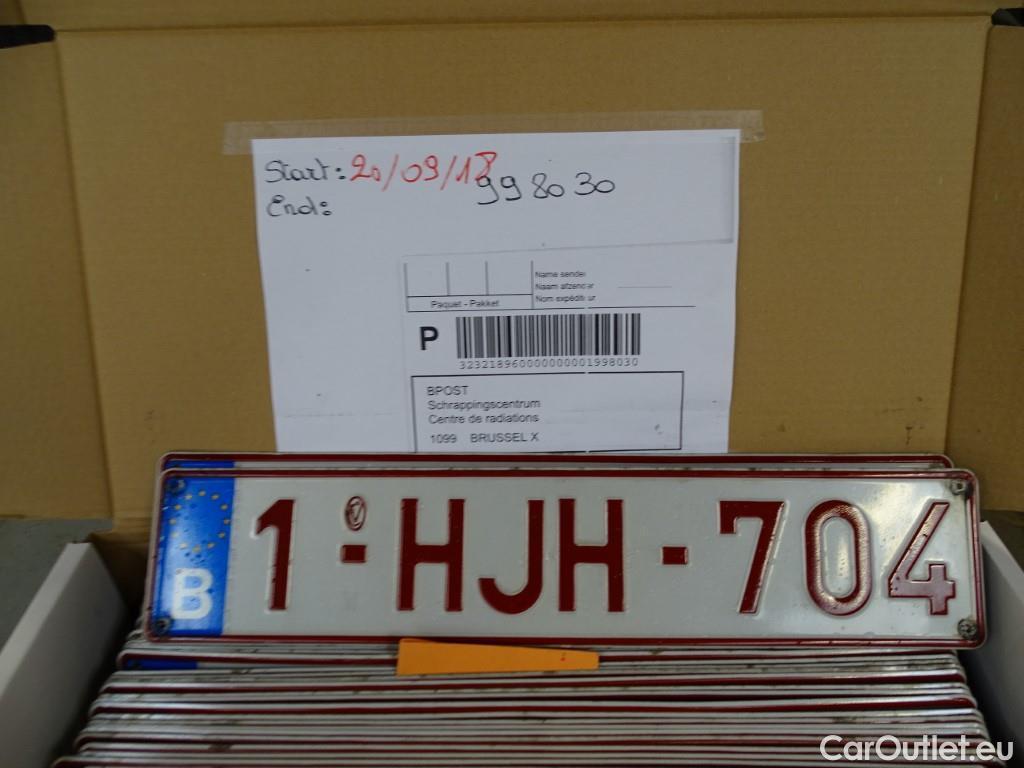 Start: 20/09/18
998030
End:
Name sender
Naam afzender
Paquet - Pakket
Nom expéditeur
P
323218960000000001998030
BPOST
Schrappingscentrum
Centre de radiations
1099 BRUSSEL X
B 1-HJH-704
CarOutlet.eu